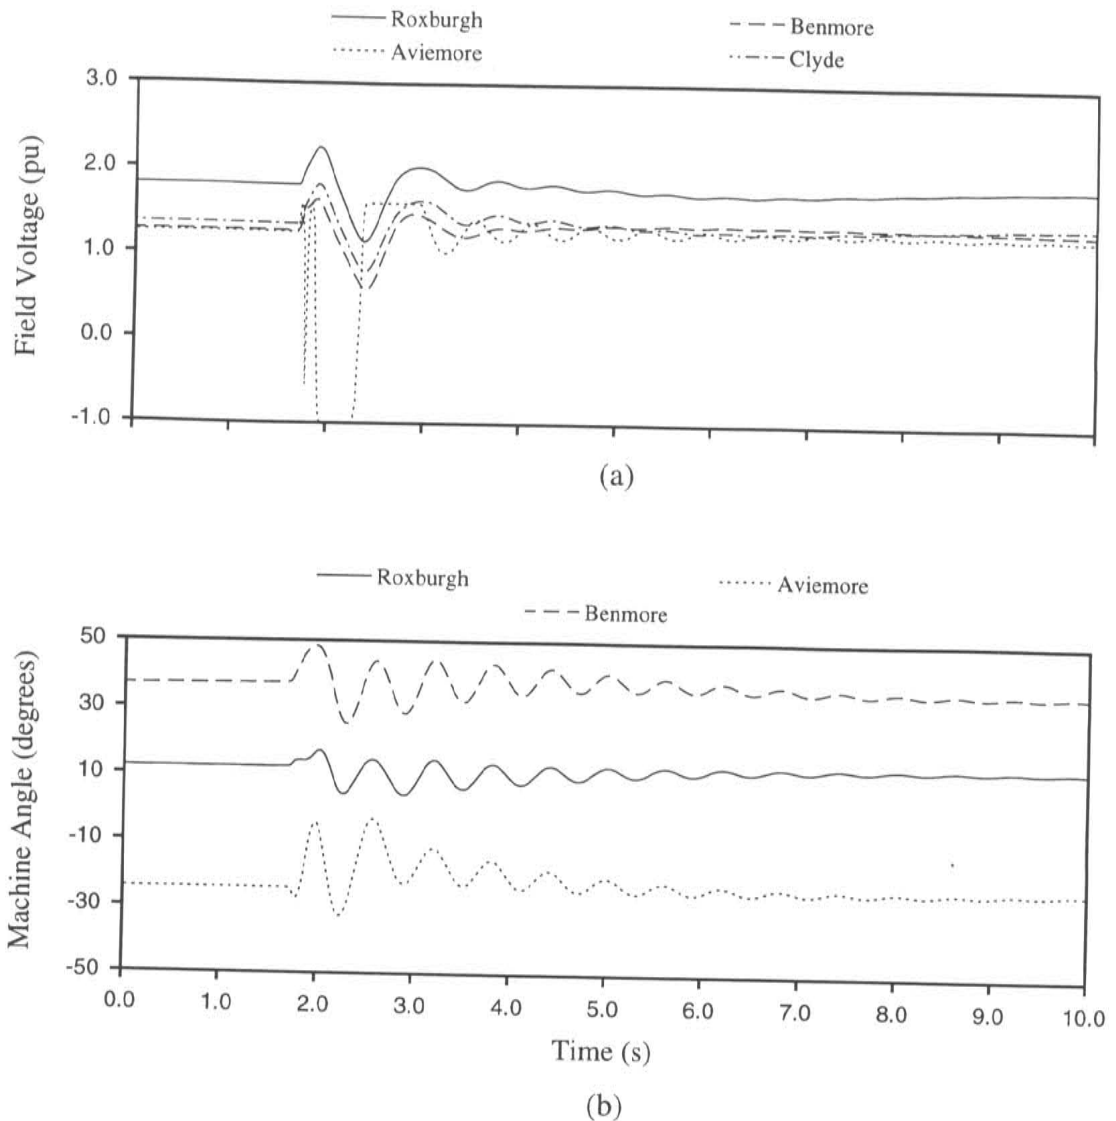 Roxburgh
Benmore
Aviemore
Clyde
3.0
2.0
1.0
0.0
-1.0
Field Voltage (pu)
(a)
Roxburgh
Aviemore
Benmore
50
30
10
-10
-30
-50
Machine Angle (degrees)
0.0 1.0 2.0 3.0 4.0 5.0 6.0 7.0 8.0 9.0 10.0
Time (s)
(b)